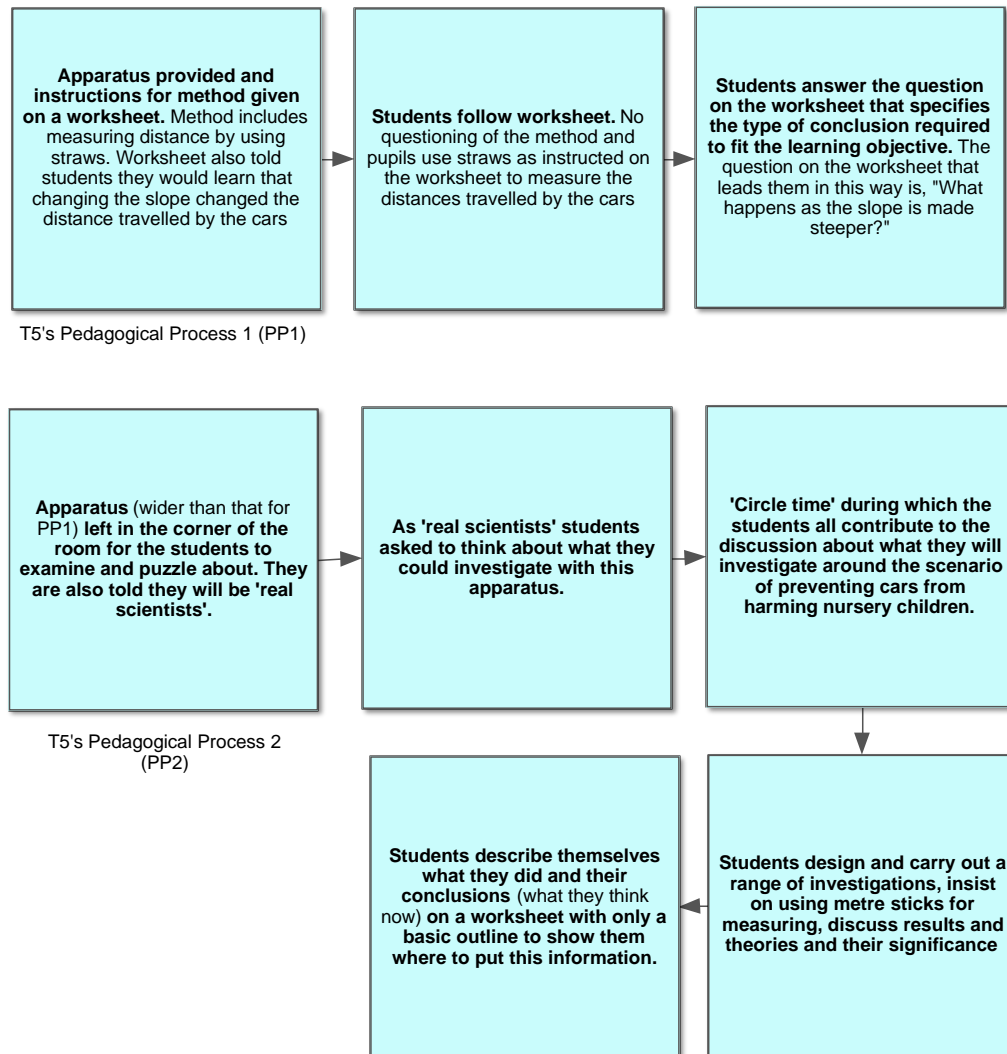 Apparatus provided and
instructions for method given
on a worksheet. Method includes
measuring distance by using
straws. Worksheet also told
students they would learn that
changing the slope changed the
distance travelled by the cars
Students follow worksheet. No
questioning of the method and
pupils use straws as instructed on
the worksheet to measure the
distances travelled by the cars
Students answer the question
on the worksheet that specifies
the type of conclusion required
to fit the learning objective. The
question on the worksheet that
leads them in this way is, "What
happens as the slope is made
steeper?"
T5's Pedagogical Process 1 (PP1)
Apparatus (wider than that for
PP1) left in the corner of the
room for the students to
examine and puzzle about. They
are also told they will be 'real
scientists'.
As 'real scientists' students
asked to think about what they
could investigate with this
apparatus.
'Circle time' during which the
students all contribute to the
discussion about what they will
investigate around the scenario
of preventing cars from
harming nursery children.
T5's Pedagogical Process 2
(PP2)
Students design and carry out a
range of investigations, insist
on using metre sticks for
measuring, discuss results and
theories and their significance
Students describe themselves
what they did and their
conclusions (what they think
now) on a worksheet with only a
basic outline to show them
where to put this information.